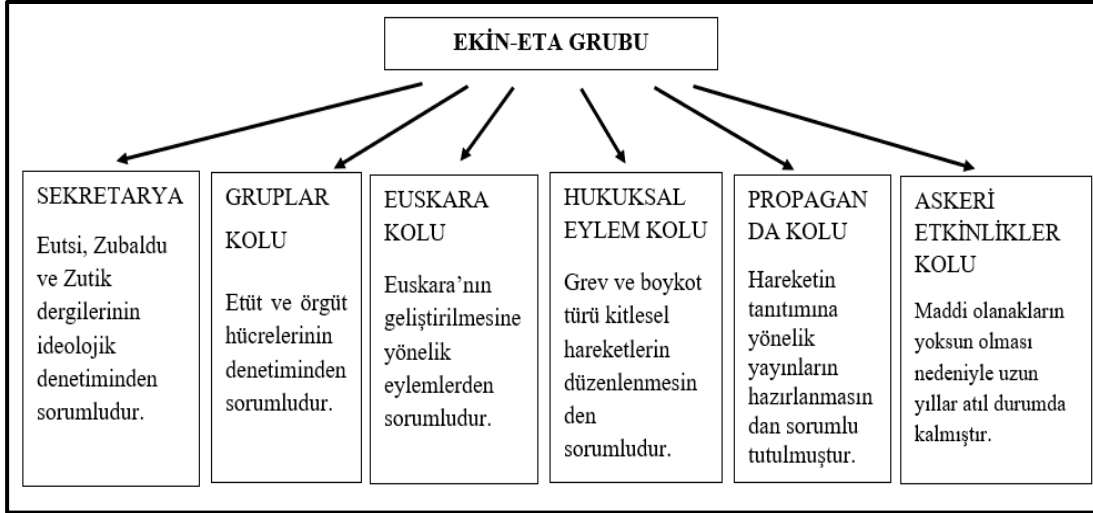 EKİN-ETA GRUBU
SEKRETARYA
Eutsi, Zubaldu
ve Zutik
dergilerinin
ideolojik
denetiminden
sorumludur.
GRUPLAR
KOLU
Etüt ve örgüt
hücrelerinin
denetiminden
sorumludur.
EUSKARA
KOLU
Euskara’nın
geliştirilmesine
yönelik
eylemlerden
sorumludur.
HUKUKSAL
EYLEM KOLU
Grev ve boykot
türü kitlesel
hareketlerin
düzenlenmesin
den
sorumludur.
PROPAGAN
DA KOLU
Hareketin
tanıtımına
yönelik
yayınların
hazırlanmasın
dan sorumlu
tutulmuştur.
ASKERİ
ETKİNLİKLER
KOLU
Maddi olanakların
yoksun olması
nedeniyle uzun
yıllar atıl durumda
kalmıştır.